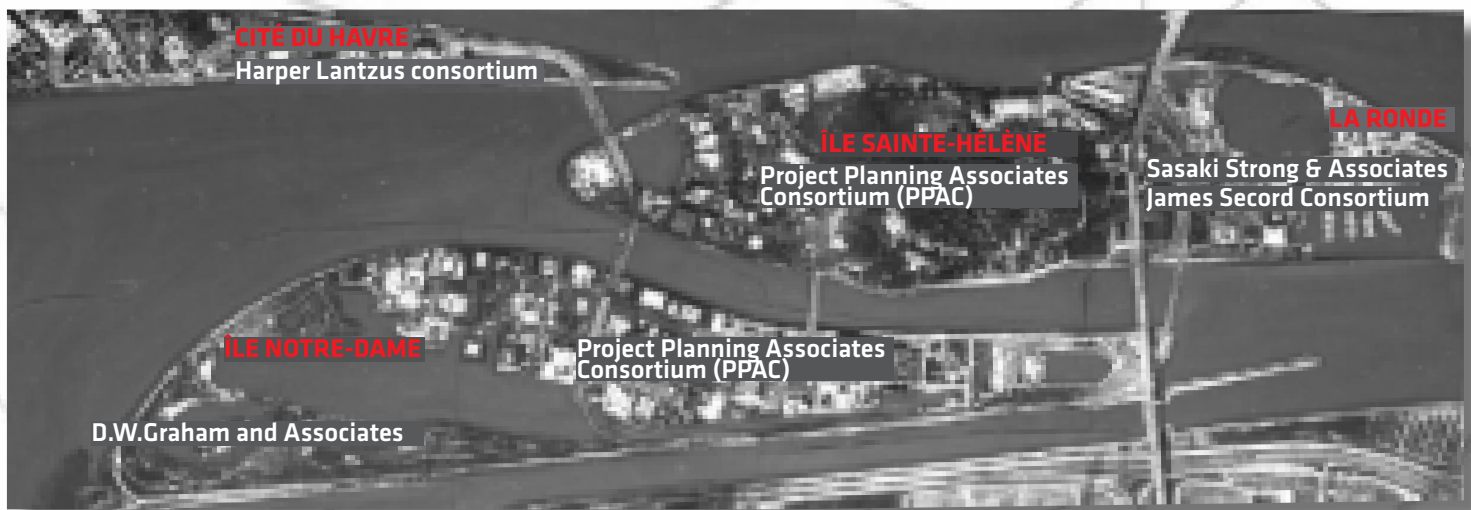 CITÉ DU HAVRE
Harper Lantzus consortium
ÎLE SAINTE-HÉLÈNE
Project Planning Associates
Consortium (PPAC)
LA RONDE
Sasaki Strong & Associates
James Secord Consortium
ÎLE NOTRE-DAME
Project Planning Associates
Consortium (PPAC)
D.W.Graham and Associates